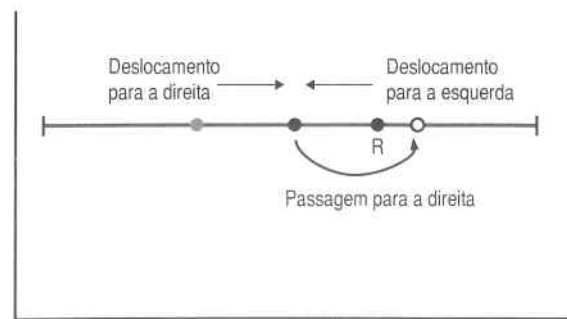 Deslocamento
para a direita
Deslocamento
para a esquerda
R
Passagem para a direita